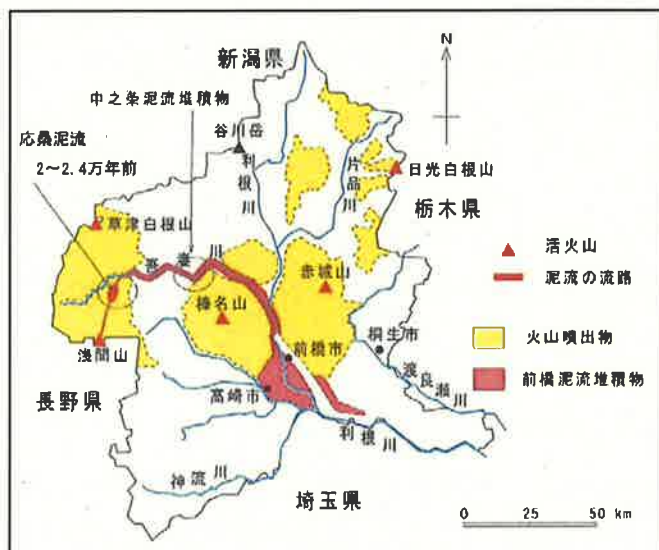 新潟県
N
中之条泥流堆積物
応桑泥流
2〜2.4万年前
谷川岳
利根川
片品川
日光白根山
栃木県
草津白根山
吾妻川
榛名山
赤城山
浅間山
前橋市
桐生市
渡良瀬川
長野県
高崎市
利根川
神流川
埼玉県
活火山
泥流の流路
火山噴出物
前橋泥流堆積物
0 25 50 km